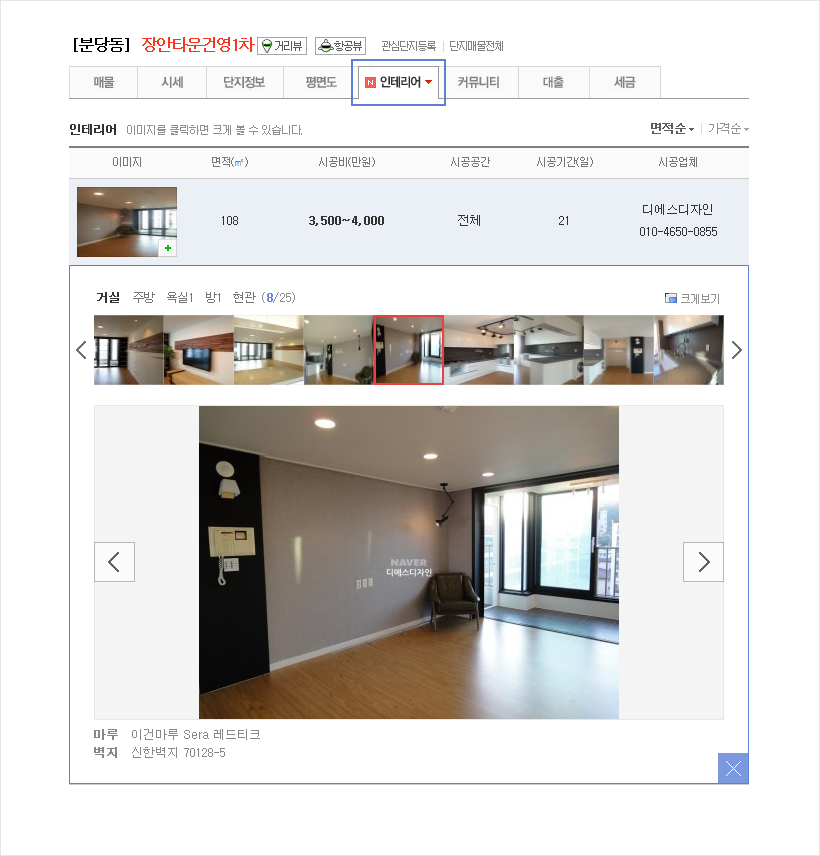 [분당동] 장안타운건영1차 거리뷰 항공뷰 관심단지등록 단지매물전체
매물 시세 단지정보 평면도 N 인테리어 커뮤니티 대출 세금
인테리어 이미지를 클릭하면 크게 볼 수 있습니다. 면적순 가격순
이미지 면적(㎡) 시공비(만원) 시공공간 시공기간(일) 시공업체
108 3,500~4,000 전체 21 디에스디자인
010-4650-0855
거실 주방 욕실1 방1 현관 (8/25) 크게보기
NAVER
디에스디자인
마루 이건마루 Sera 레드티크
벽지 신한벽지 70128-5